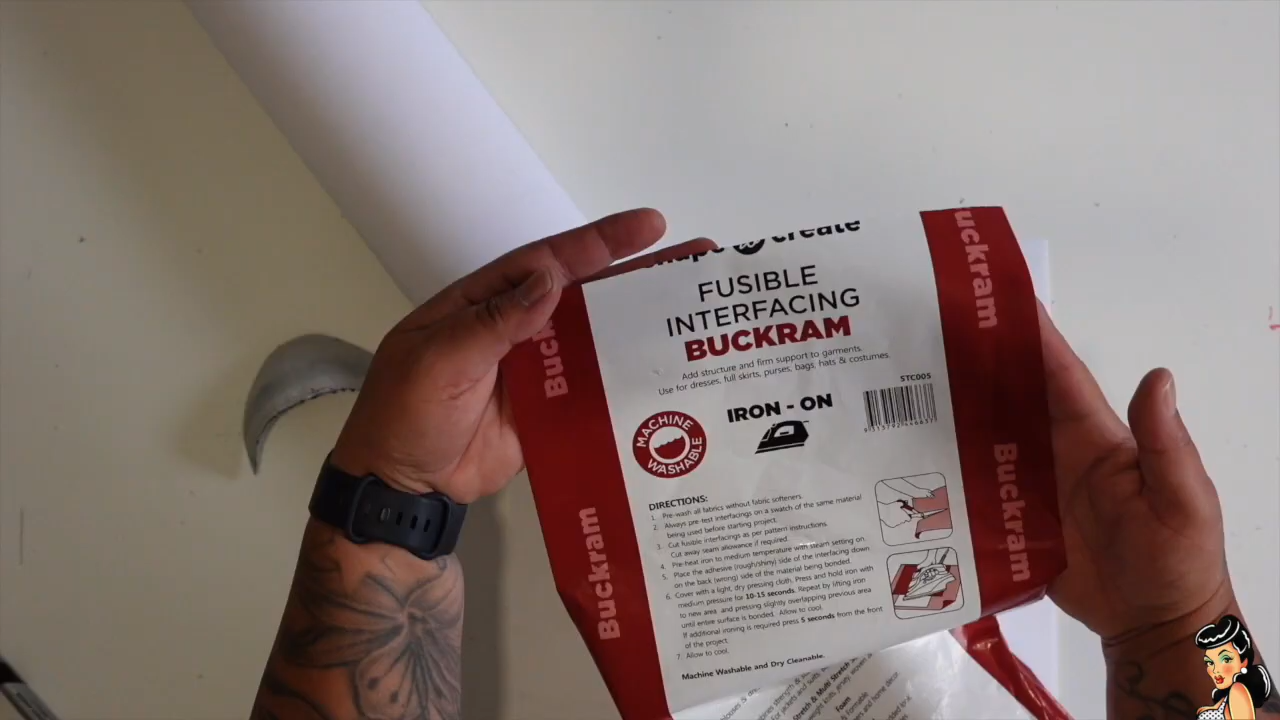 create
FUSIBLE
INTERFACING
BUCKRAM
Add structure and firm support to garments.
Use for dresses, full skirts, purses, bags, hats & costumes.
STC005
MACHINE
WASHABLE
IRON - ON
DIRECTIONS:
1. Pre-wash all fabrics without fabric softeners.
2. Always pre-test interfacings on a swatch of the same material
being used before starting project.
3. Cut fusible interfacings as per pattern instructions.
Cut away seam allowance if required.
4. Pre-heat iron to medium temperature with steam setting on.
5. Place the adhesive (rough/shiny) side of the interfacing down
on the back (wrong) side of the material being bonded.
6. Cover with a light, dry pressing cloth. Press and hold iron with
medium pressure for 10-15 seconds. Repeat by lifting iron
to new area and pressing slightly overlapping previous area
until entire surface is bonded. Allow to cool.
If additional ironing is required press 5 seconds from the front
of the project.
7. Allow to cool.
Machine Washable and Dry Cleanable.
Buckram
uckram
Buckram
Stretch & Multi Stretch
Foam